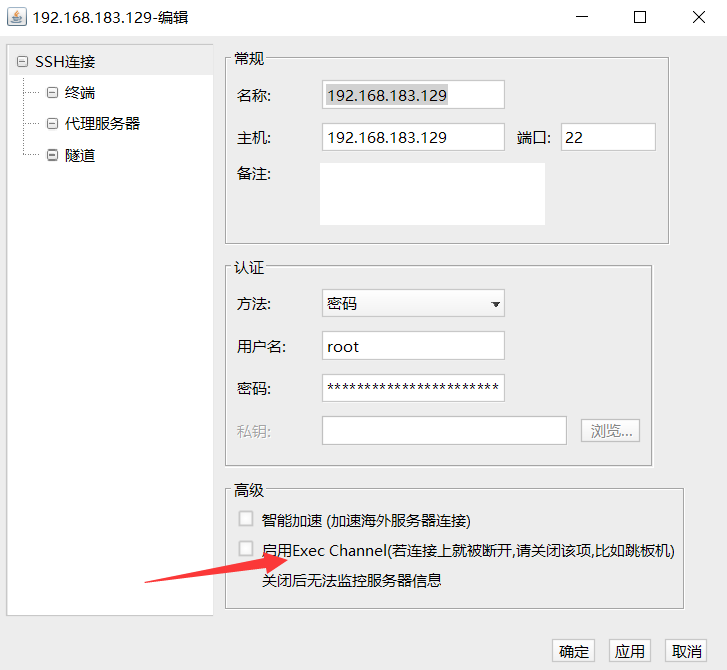 192.168.183.129-编辑
SSH连接
终端
代理服务器
隧道
常规
名称: 192.168.183.129
主机: 192.168.183.129 端口: 22
备注:
认证
方法: 密码
用户名: root
密码: ***********************
私钥: 浏览...
高级
智能加速 (加速海外服务器连接)
启用Exec Channel(若连接上就被断开,请关闭该项,比如跳板机)
关闭后无法监控服务器信息
确定 应用 取消